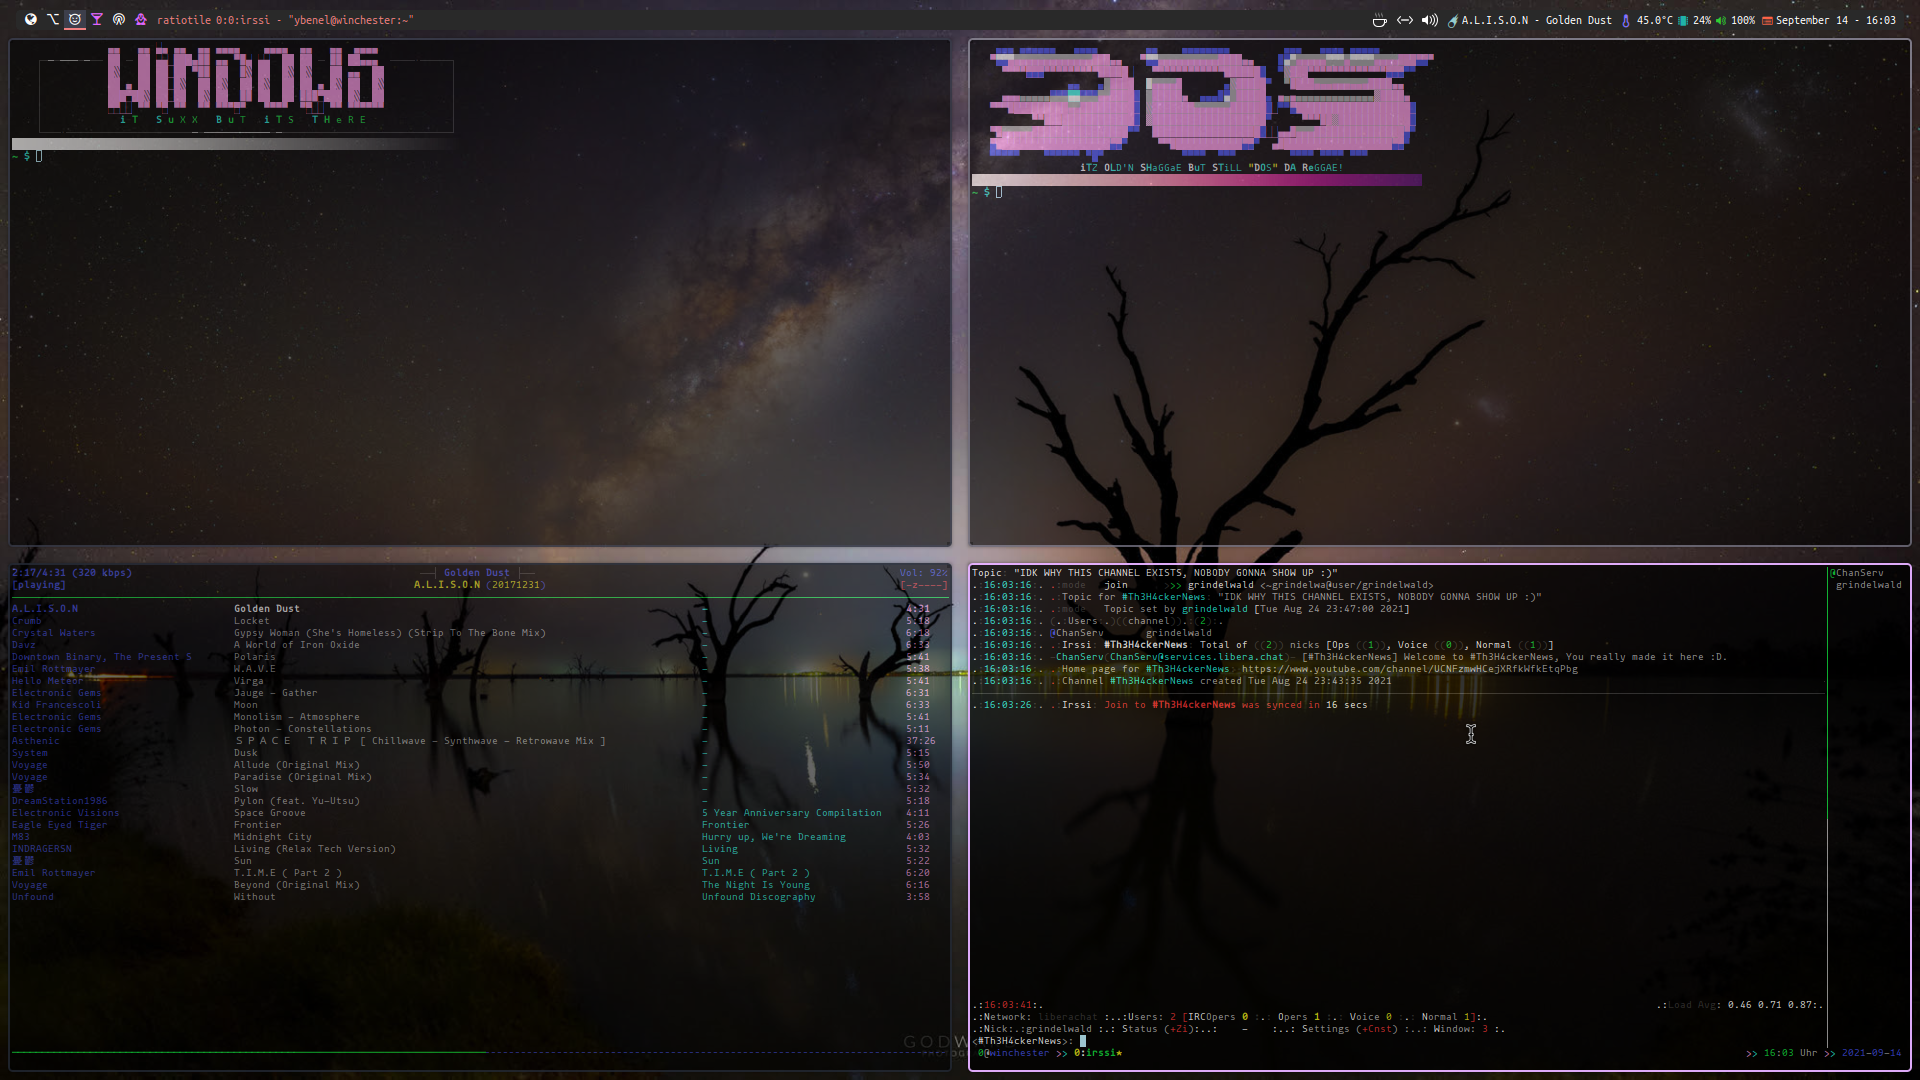 ratiotile 0:0:irssi - "ybenel@winchester:~"
A.L.I.S.O.N - Golden Dust 45.0°C 24% 100% September 14 - 16:03
iT SuXX BuT iTS THeRE
~ $
iTZ OLD'N SHaGGaE BuT STiLL "DOS" DA ReGGAE!
~ $
2:17/4:31 (320 kbps) Golden Dust Vol: 92%
[playing] A.L.I.S.O.N (20171231) [-z----]
A.L.I.S.O.N Golden Dust - 4:31
Crumb Locket - 5:18
Crystal Waters Gypsy Woman (She's Homeless) (Strip To The Bone Mix) - 6:18
Davz A World of Iron Oxide - 6:33
Downtown Binary, The Present S Polaris - 5:41
Emil Rottmayer W.A.V.E - 5:38
Hello Meteor Virga - 5:41
Electronic Gems Jauge – Gather - 6:31
Kid Francescoli Moon - 6:33
Electronic Gems Monolism – Atmosphere - 5:41
Electronic Gems Photon – Constellations - 5:11
Asthenic S P A C E  T R I P [ Chillwave – Synthwave – Retrowave Mix ] - 37:26
System Dusk - 5:15
Voyage Allude (Original Mix) - 5:50
Voyage Paradise (Original Mix) - 5:34
憂鬱 Slow - 5:32
DreamStation1986 Pylon (feat. Yu-Utsu) - 5:18
Electronic Visions Space Groove 5 Year Anniversary Compilation 4:11
Eagle Eyed Tiger Frontier Frontier 5:26
M83 Midnight City Hurry up, We're Dreaming 4:03
INDRAGERSN Living (Relax Tech Version) Living 5:32
憂鬱 Sun Sun 5:22
Emil Rottmayer T.I.M.E ( Part 2 ) T.I.M.E ( Part 2 ) 6:20
Voyage Beyond (Original Mix) The Night Is Young 6:16
Unfound Without Unfound Discography 3:58
Topic: "IDK WHY THIS CHANNEL EXISTS, NOBODY GONNA SHOW UP :)"
@ChanServ
grindelwald
.:16:03:16:. .:mode: join >> grindelwald <~grindelwa@user/grindelwald>
.:16:03:16:. .:Topic for #Th3H4ckerNews: "IDK WHY THIS CHANNEL EXISTS, NOBODY GONNA SHOW UP :)"
.:16:03:16:. .:mode: Topic set by grindelwald [Tue Aug 24 23:47:00 2021]
.:16:03:16:. (.:Users:.)((channel)).:(2):.
.:16:03:16:. @ChanServ grindelwald
.:16:03:16:. .:Irssi: #Th3H4ckerNews: Total of ((2)) nicks [Ops ((1)), Voice ((0)), Normal ((1))]
.:16:03:16:. -ChanServ(ChanServ@services.libera.chat)- [#Th3H4ckerNews] Welcome to #Th3H4ckerNews, You really made it here :D.
.:16:03:16:. .:Home page for #Th3H4ckerNews: https://www.youtube.com/channel/UCNFzmwHCejXRfkWfkEtqPbg
.:16:03:16:. .:Channel #Th3H4ckerNews created Tue Aug 24 23:43:35 2021
.:16:03:26:. .:Irssi: Join to #Th3H4ckerNews was synced in 16 secs
.:16:03:41:. .:Load Avg: 0.46 0.71 0.87:.
.:Network: liberachat :..:Users: 2 [IRCOpers 0 :.: Opers 1 :.: Voice 0 :.: Normal 1]:.
.:Nick:.:grindelwald :.: Status (+Zi):..: - :..: Settings (+Cnst) :..: Window: 3 :.
<#Th3H4ckerNews>:
0@winchester >> 0:irssi* >> 16:03 Uhr >> 2021-09-14